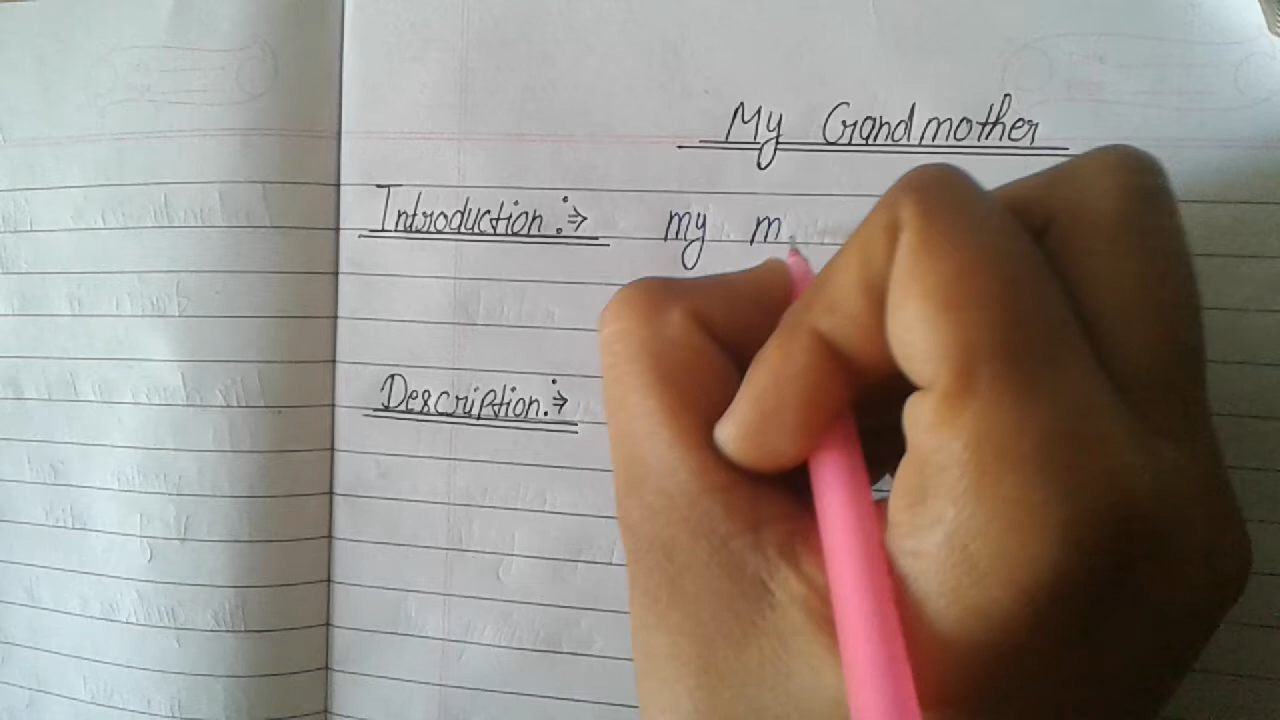 My Grandmother
Introduction :→ my m
Description :→